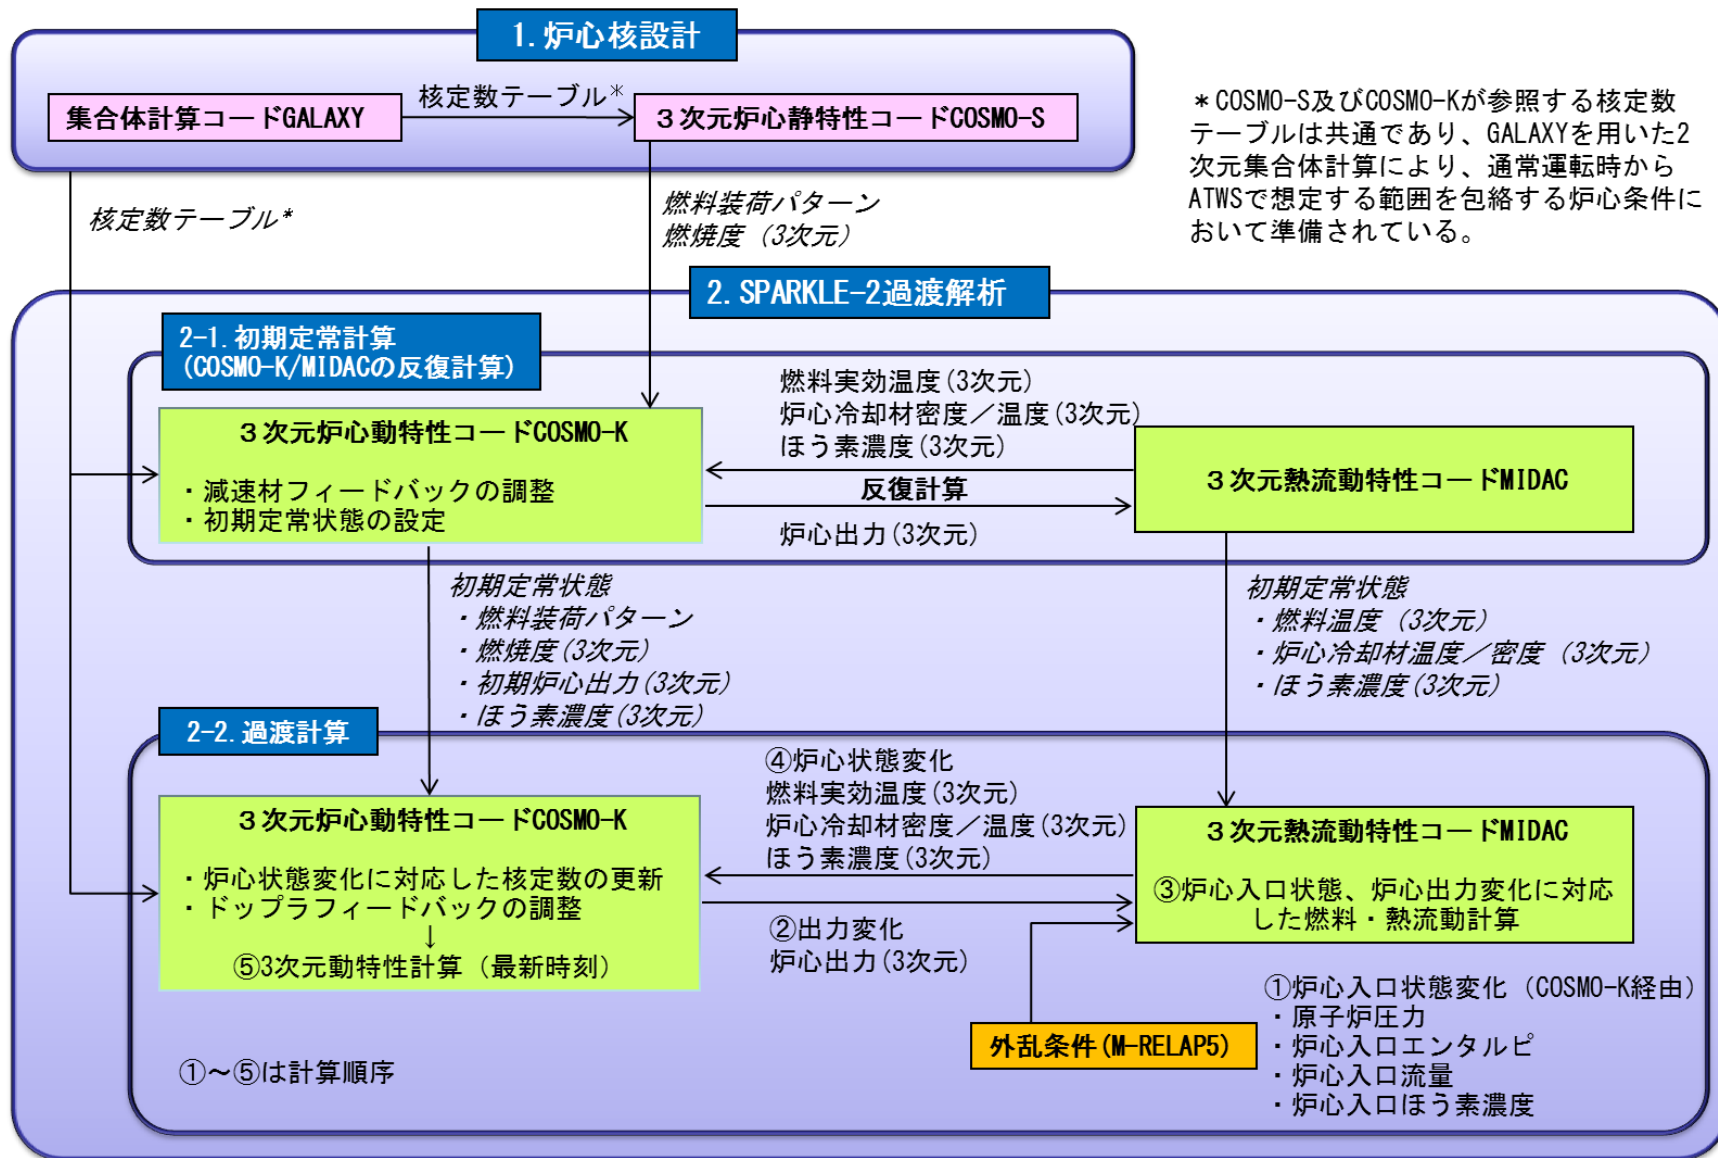 1.炉心核設計
集合体計算コードGALAXY
核定数テーブル*
３次元炉心静特性コードCOSMO-S
*COSMO-S及びCOSMO-Kが参照する核定数
テーブルは共通であり、GALAXYを用いた2
次元集合体計算により、通常運転時から
ATWSで想定する範囲を包絡する炉心条件に
おいて準備されている。
核定数テーブル*
燃料装荷パターン
燃焼度（3次元）
2.SPARKLE-2過渡解析
2-1.初期定常計算
(COSMO-K/MIDACの反復計算)
３次元炉心動特性コードCOSMO-K
・減速材フィードバックの調整
・初期定常状態の設定
燃料実効温度(3次元)
炉心冷却材密度／温度(3次元)
ほう素濃度(3次元)
反復計算
炉心出力(3次元)
３次元熱流動特性コードMIDAC
初期定常状態
・燃料装荷パターン
・燃焼度(3次元)
・初期炉心出力(3次元)
・ほう素濃度(3次元)
初期定常状態
・燃料温度（3次元）
・炉心冷却材温度／密度（3次元）
・ほう素濃度(3次元)
2-2.過渡計算
３次元炉心動特性コードCOSMO-K
・炉心状態変化に対応した核定数の更新
・ドップラフィードバックの調整
↓
⑤3次元動特性計算（最新時刻）
④炉心状態変化
燃料実効温度(3次元)
炉心冷却材密度／温度(3次元)
ほう素濃度(3次元)
②出力変化
炉心出力(3次元)
３次元熱流動特性コードMIDAC
③炉心入口状態、炉心出力変化に対応
した燃料・熱流動計算
外乱条件(M-RELAP5)
①炉心入口状態変化（COSMO-K経由）
・原子炉圧力
・炉心入口エンタルピ
・炉心入口流量
・炉心入口ほう素濃度
①～⑤は計算順序